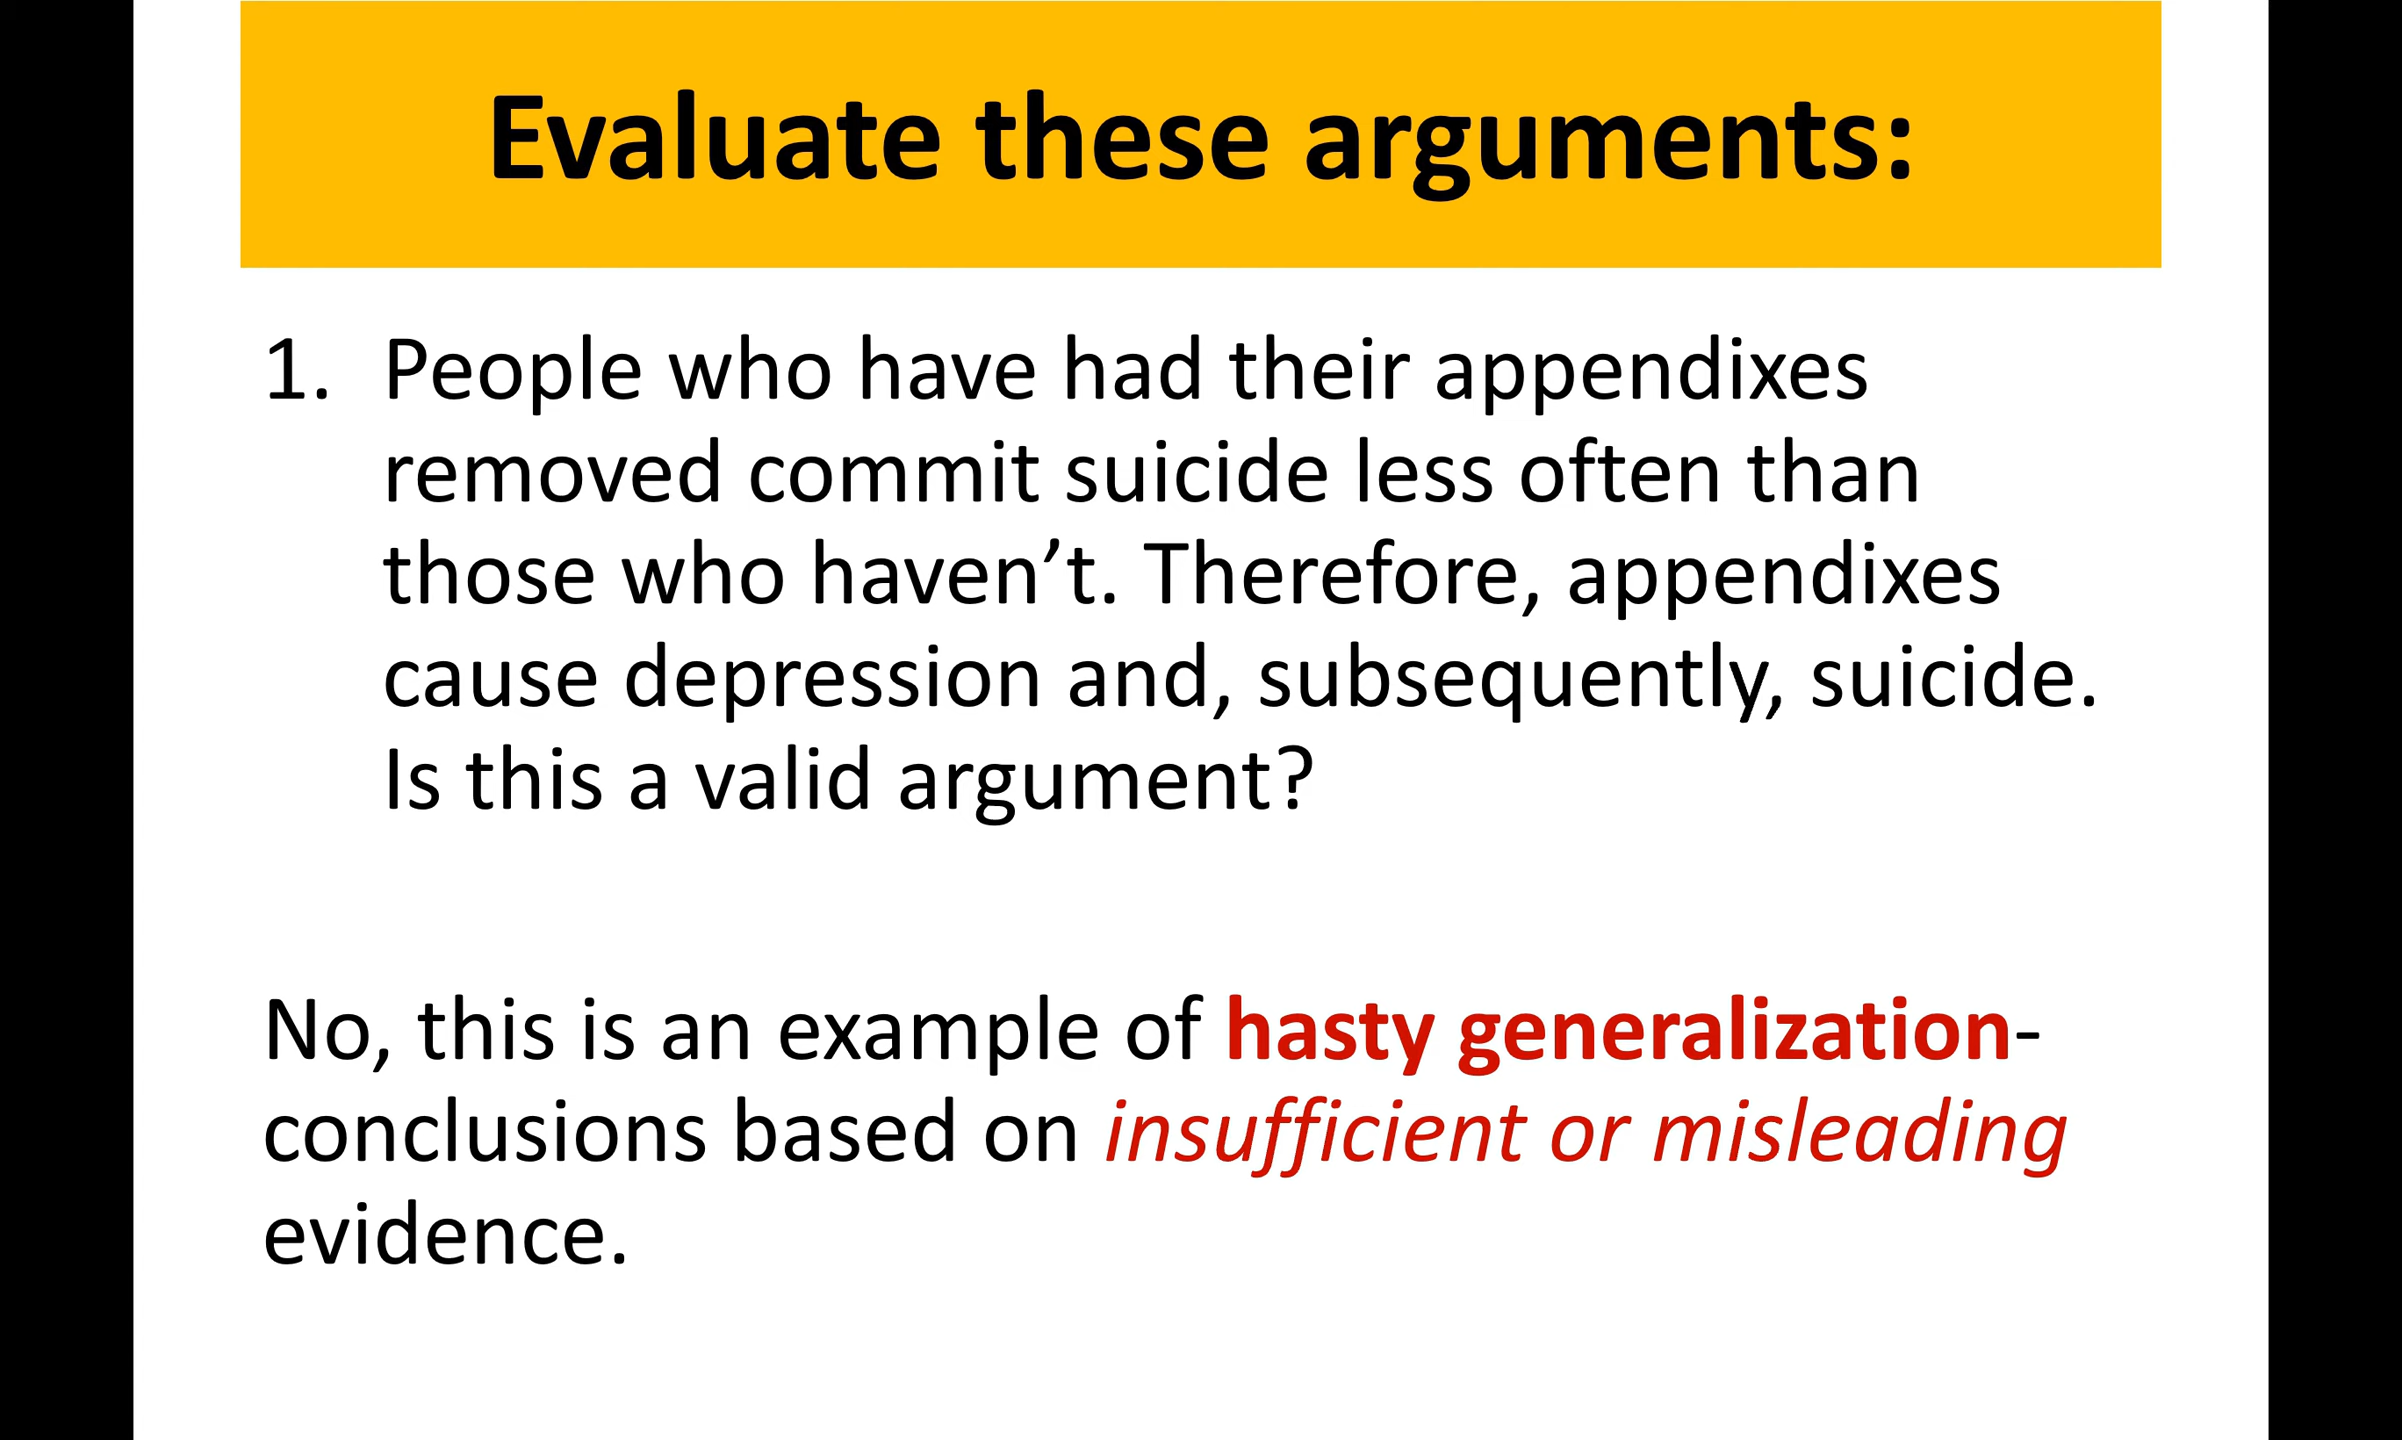 Evaluate these arguments:
1. People who have had their appendixes
removed commit suicide less often than
those who haven’t. Therefore, appendixes
cause depression and, subsequently, suicide.
Is this a valid argument?
No, this is an example of hasty generalization-
conclusions based on insufficient or misleading
evidence.